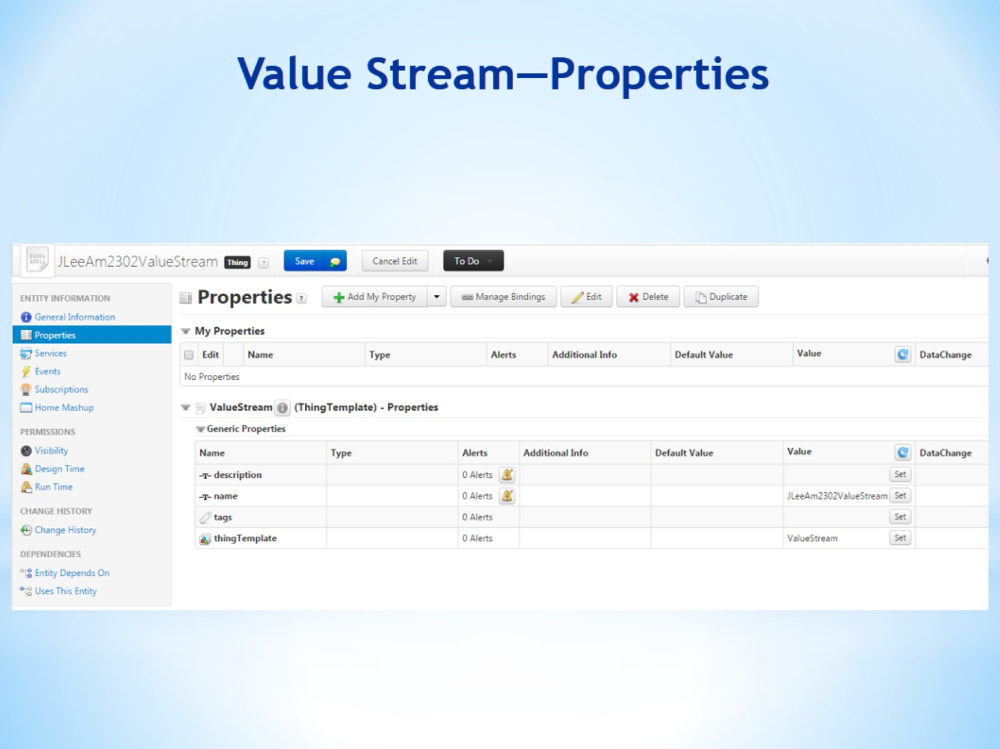 Value Stream—Properties
JLeeAm2302ValueStream Thing ? Save Cancel Edit To Do
ENTITY INFORMATION
General Information
Properties
Services
Events
Subscriptions
Home Mashup
PERMISSIONS
Visibility
Design Time
Run Time
CHANGE HISTORY
Change History
DEPENDENCIES
Entity Depends On
Uses This Entity
Properties ? Add My Property Manage Bindings Edit Delete Duplicate
My Properties
Edit Name Type Alerts Additional Info Default Value Value DataChange
No Properties
ValueStream (ThingTemplate) - Properties
Generic Properties
Name Type Alerts Additional Info Default Value Value DataChange
description 0 Alerts Set
name 0 Alerts JLeeAm2302ValueStream Set
tags 0 Alerts Set
thingTemplate 0 Alerts ValueStream Set